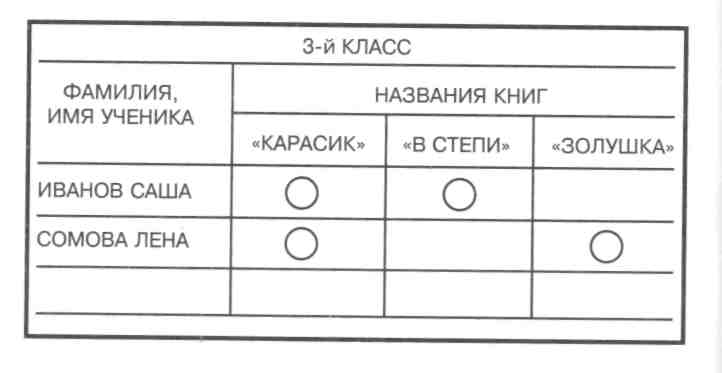 3-й КЛАСС
ФАМИЛИЯ,
ИМЯ УЧЕНИКА
НАЗВАНИЯ КНИГ
«КАРАСИК»
«В СТЕПИ»
«ЗОЛУШКА»
ИВАНОВ САША
СОМОВА ЛЕНА